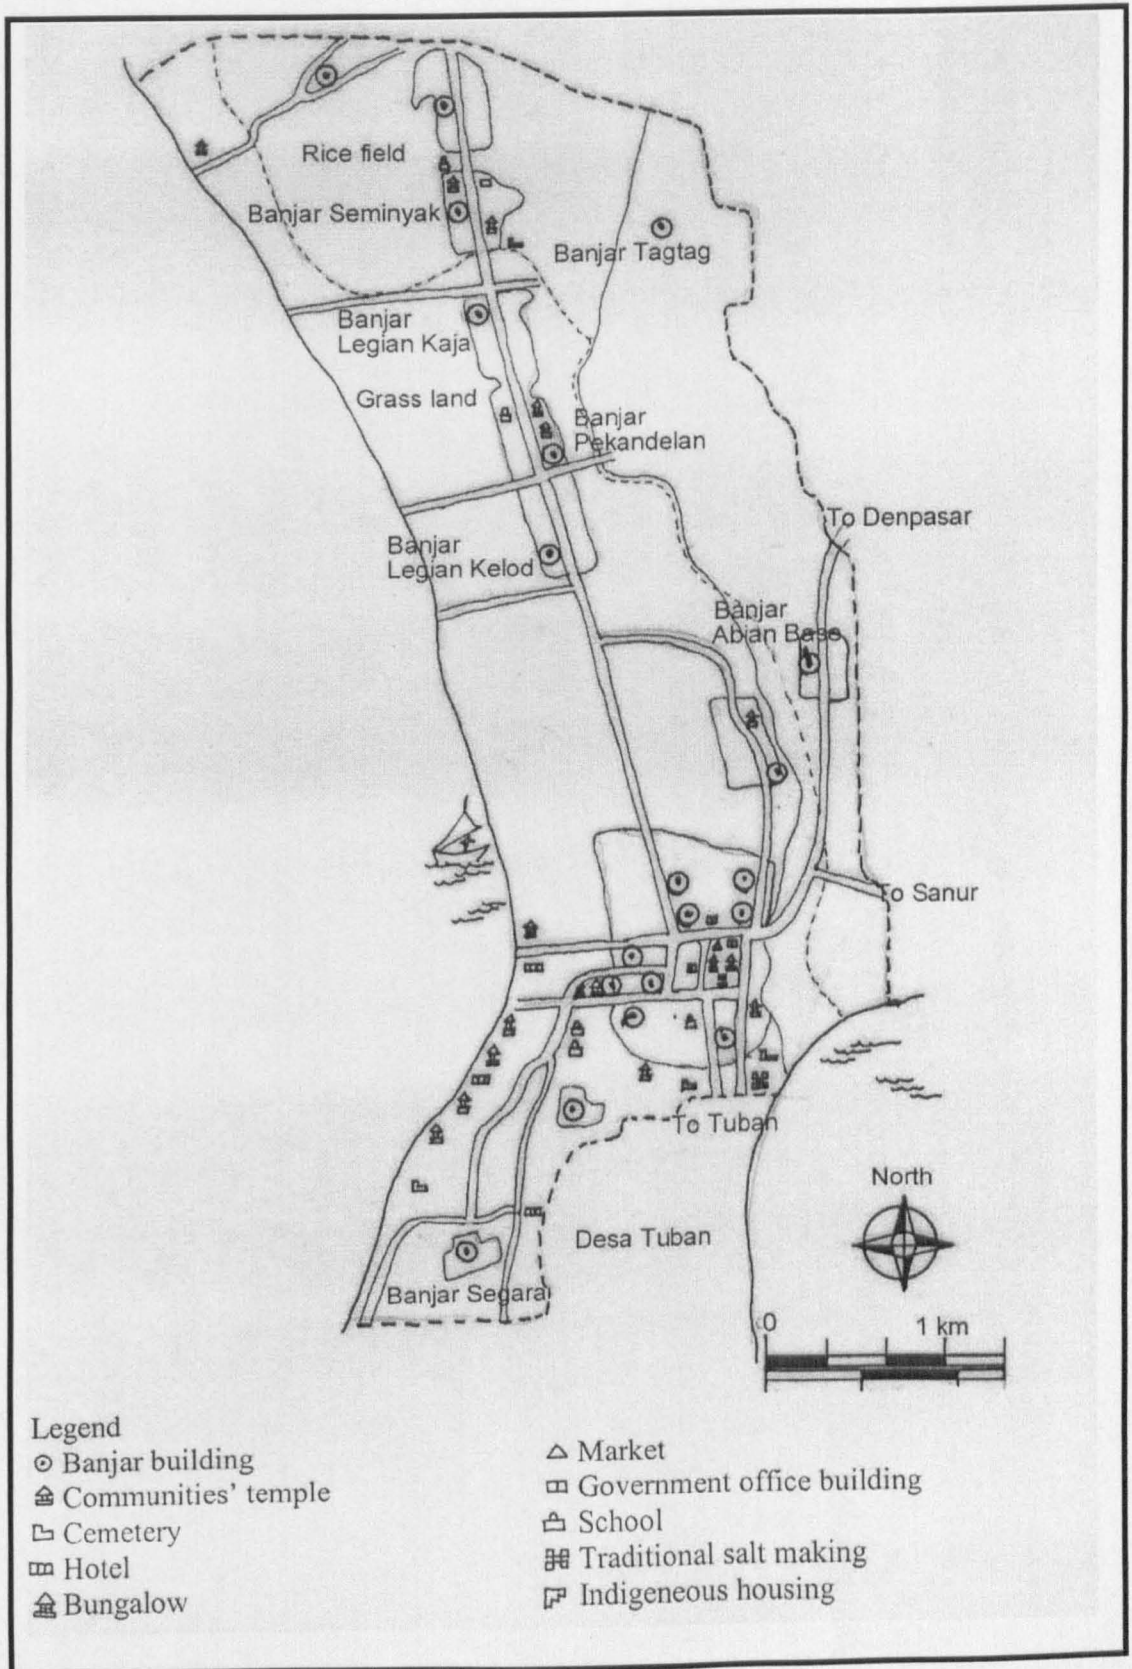 Rice field
Banjar Seminyak
Banjar Tagtag
Banjar
Legian Kaja
Grass land
Banjar
Pekandelan
To Denpasar
Banjar
Legian Kelod
Banjar
Abian Base
To Sanur
To Tuban
North
Desa Tuban
Banjar Segara
0 1 km
Legend
Banjar building
Communities' temple
Cemetery
Hotel
Bungalow
Market
Government office building
School
Traditional salt making
Indigeneous housing